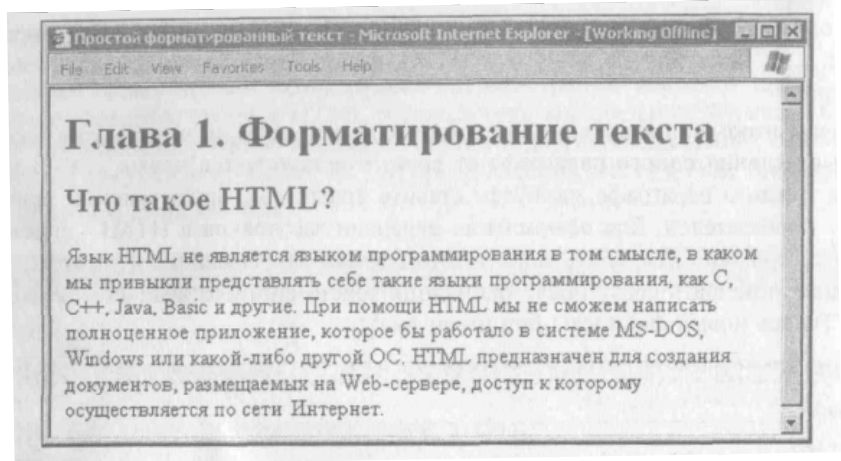 Простой форматированный текст - Microsoft Internet Explorer - [Working Offline]
File Edit View Favorites Tools Help
Глава 1. Форматирование текста
Что такое HTML?
Язык HTML не является языком программирования в том смысле, в каком
мы привыкли представлять себе такие языки программирования, как С,
С++, Java, Basic и другие. При помощи HTML мы не сможем написать
полноценное приложение, которое бы работало в системе MS-DOS,
Windows или какой-либо другой ОС. HTML предназначен для создания
документов, размещаемых на Web-сервере, доступ к которому
осуществляется по сети Интернет.